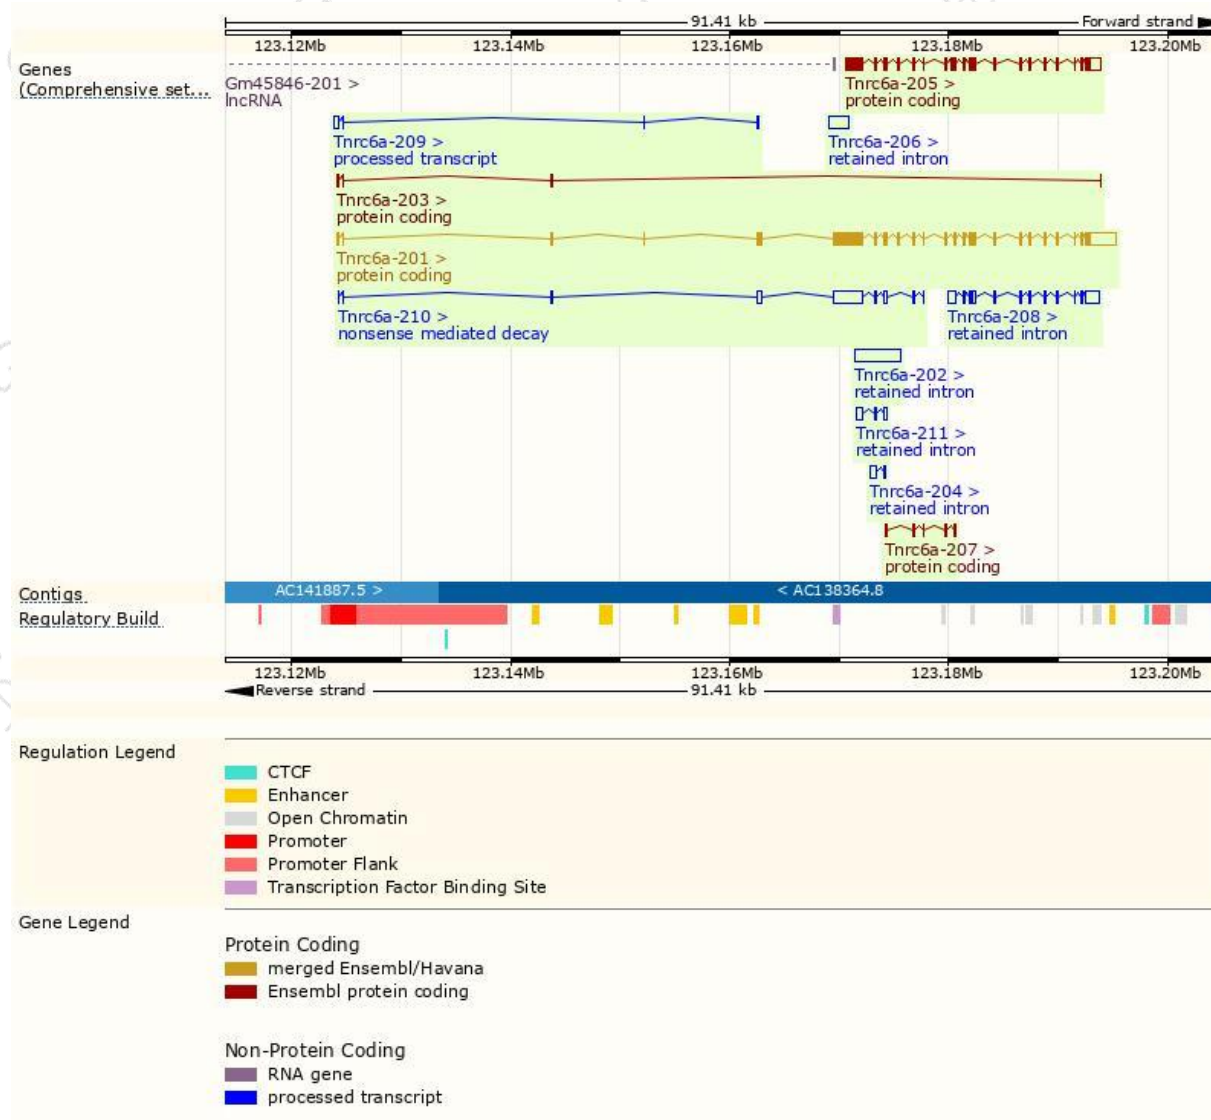 91.41 kb
Forward strand
123.12Mb 123.14Mb 123.16Mb 123.18Mb 123.20Mb
Genes
(Comprehensive set...
Gm45846-201 >
lncRNA
Tnrc6a-205 >
protein coding
Tnrc6a-209 >
processed transcript
Tnrc6a-206 >
retained intron
Tnrc6a-203 >
protein coding
Tnrc6a-201 >
protein coding
Tnrc6a-210 >
nonsense mediated decay
Tnrc6a-208 >
retained intron
Tnrc6a-202 >
retained intron
Tnrc6a-211 >
retained intron
Tnrc6a-204 >
retained intron
Tnrc6a-207 >
protein coding
Contigs
AC141887.5 >
< AC138364.8
Regulatory Build
123.12Mb 123.14Mb 123.16Mb 123.18Mb 123.20Mb
Reverse strand
91.41 kb
Regulation Legend
CTCF
Enhancer
Open Chromatin
Promoter
Promoter Flank
Transcription Factor Binding Site
Gene Legend
Protein Coding
merged Ensembl/Havana
Ensembl protein coding
Non-Protein Coding
RNA gene
processed transcript